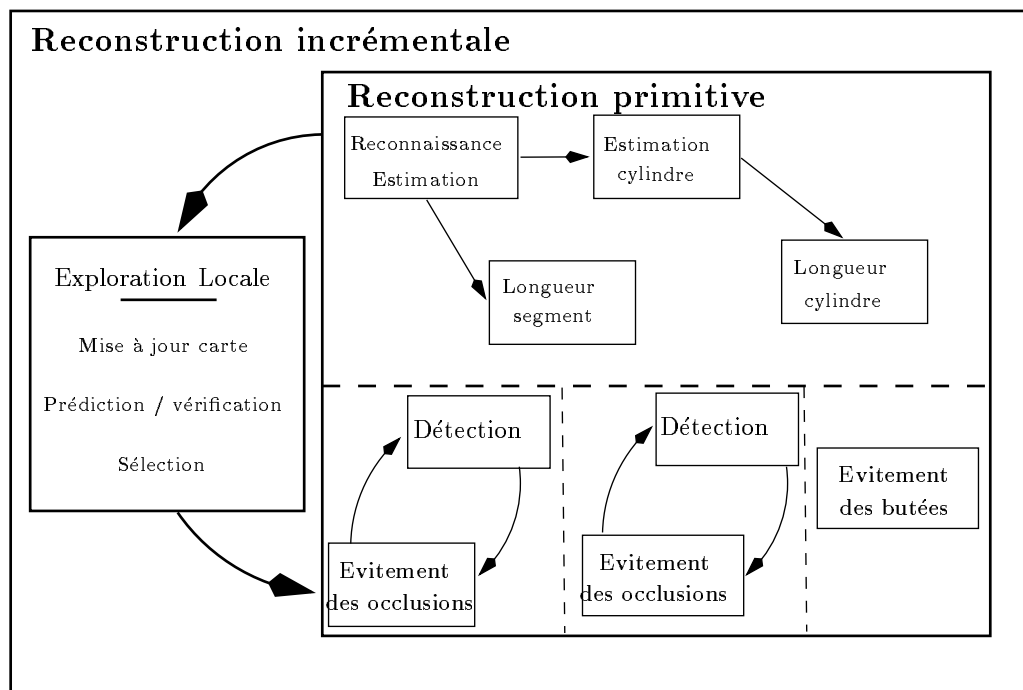 Reconstruction incrémentale
Reconstruction primitive
Reconnaissance
Estimation
Estimation
cylindre
Longueur
segment
Longueur
cylindre
Exploration Locale
Mise à jour carte
Prédiction / vérification
Sélection
Détection
Evitement
des occlusions
Détection
Evitement
des occlusions
Evitement
des butées